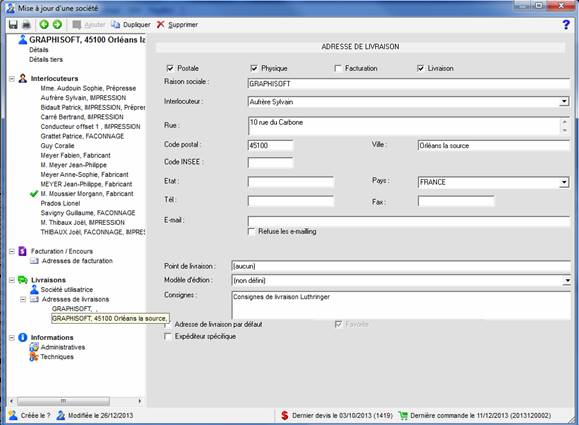 Mise à jour d'une société
Ajouter Dupliquer Supprimer ?
GRAPHISOFT, 45100 Orléans la
Détails
Détails tiers
Interlocuteurs
Mme. Audouin Sophie, Prépresse
Aufrère Sylvain, IMPRESSION
Bidault Patrick, IMPRESSION, Prépress
Carré Bertrand, IMPRESSION
Conducteur offset 1 , IMPRESSION
Grattet Patrice, FACONNAGE
Guy Coralie
Meyer Fabien, Fabricant
M. Meyer Jean-Philippe
Meyer Anne-Sophie, Fabricant
MEYER Jean-Philippe, Fabricant
M. Moussier Morgann, Fabricant
Prados Lionel
Savigny Guillaume, FACONNAGE
M. Thibaux Joël, IMPRESSION
THIBAUX Joël, FACONNAGE, IMPRES
Facturation / Encours
Adresses de facturation
Livraisons
Société utilisatrice
Adresses de livraisons
GRAPHISOFT, ,
GRAPHISOFT, 45100 Orléans la source,
Informations
Administratives
Techniques
ADRESSE DE LIVRAISON
Postale Physique Facturation Livraison
Raison sociale : GRAPHISOFT
Interlocuteur : Aufrère Sylvain
Rue : 10 rue du Carbone
Code postal : 45100 Ville : Orléans la source
Code INSEE :
Etat : Pays : FRANCE
Tél : Fax :
E-mail :
Refuse les e-mailling
Point de livraison : (aucun)
Modèle d'édtion : (non défini)
Consignes : Consignes de livraison Luthringer
Adresse de livraison par défaut Favorite
Expéditeur spécifique
Créée le ? Modifiée le 26/12/2013 Dernier devis le 03/10/2013 (1419) Dernière commande le 11/12/2013 (2013120002)